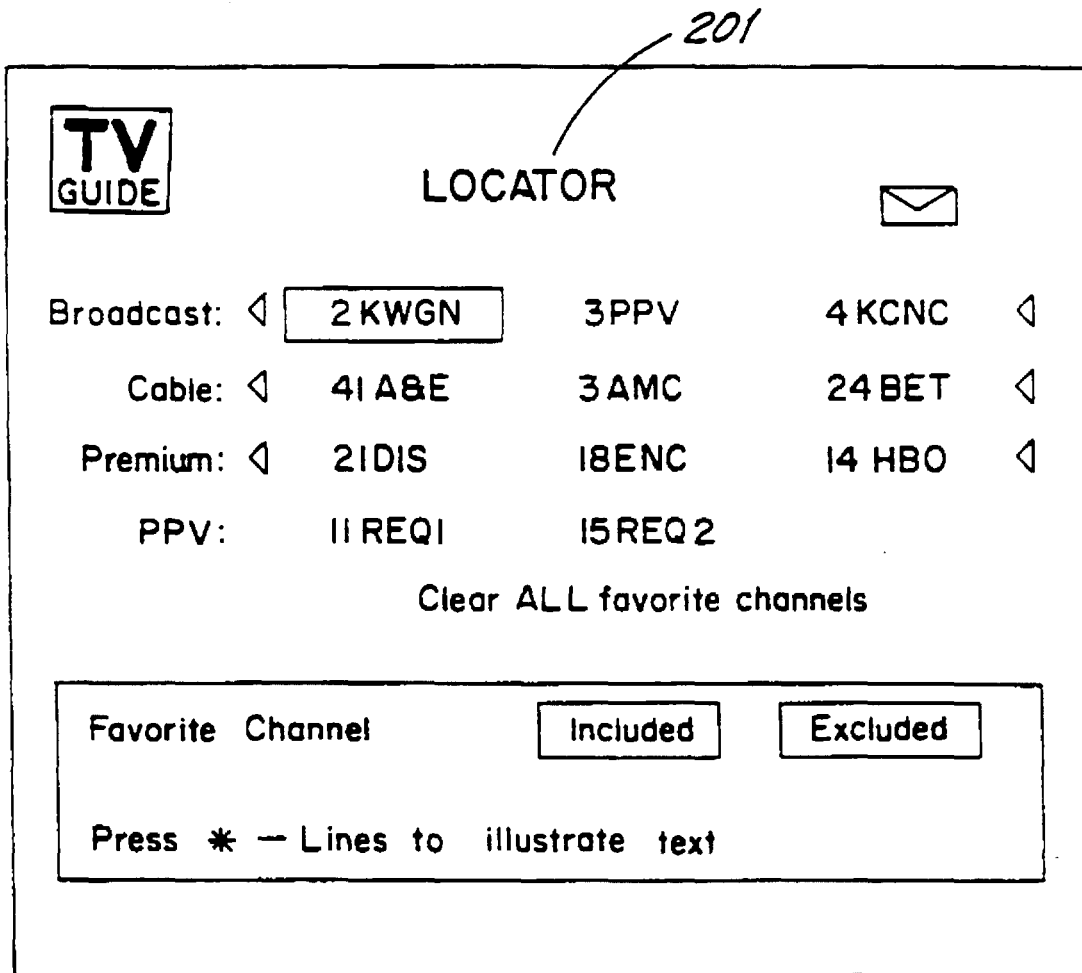 201
TV
GUIDE
LOCATOR
Broadcast: 2 KWGN 3 PPV 4 KCNC
Cable: 41 A&E 3 AMC 24 BET
Premium: 21 DIS 18 ENC 14 HBO
PPV: 11 REQ1 15 REQ2
Clear ALL favorite channels
Favorite Channel Included Excluded
Press * — Lines to illustrate text